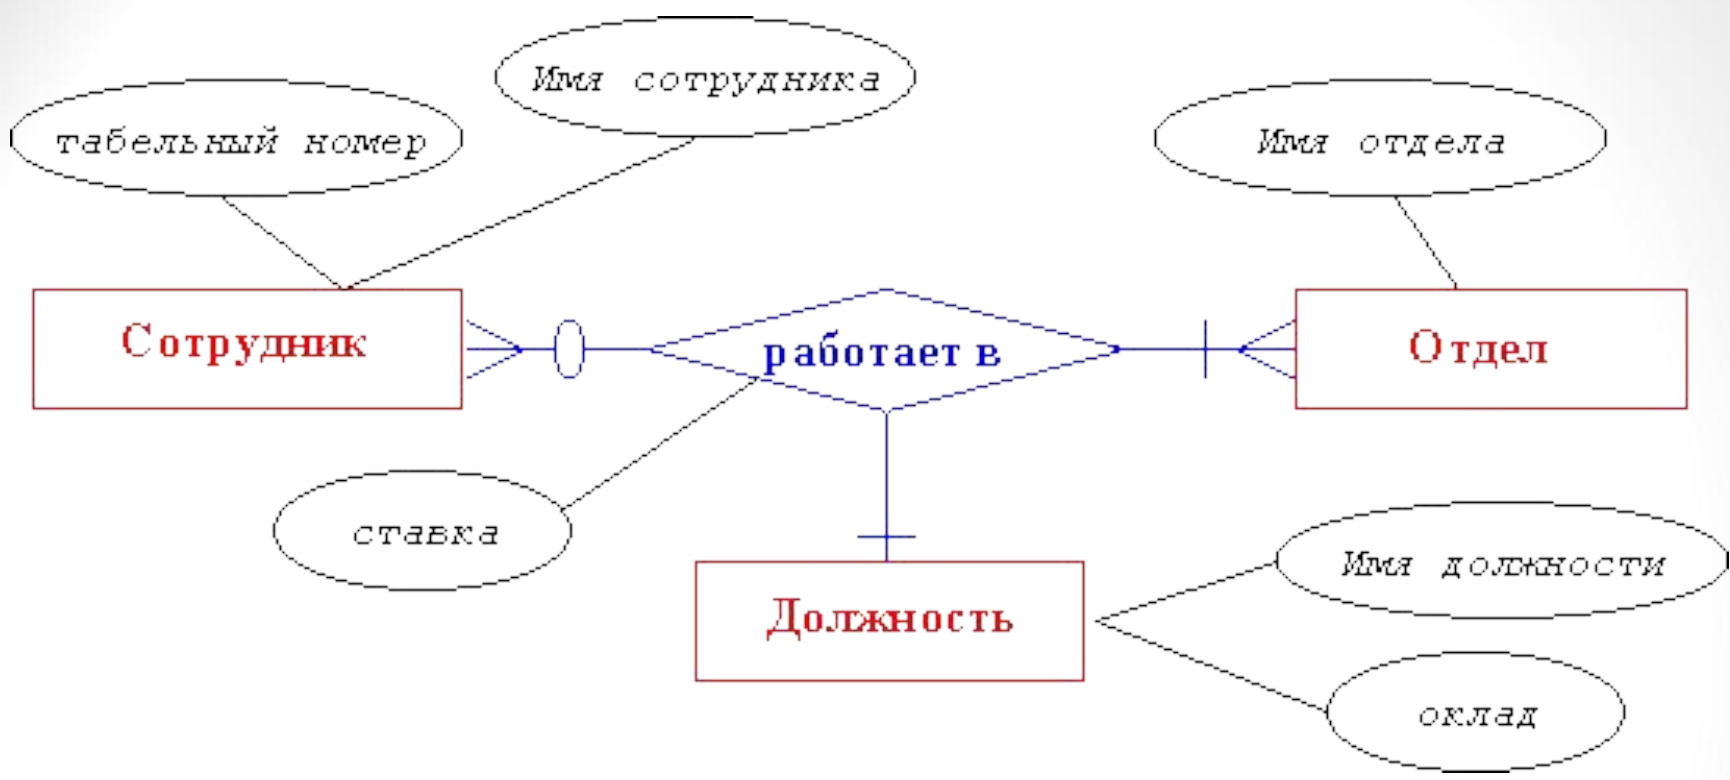 Имя сотрудника
табельный номер
Имя отдела
Сотрудник
работает в
Отдел
ставка
Имя должности
Должность
оклад